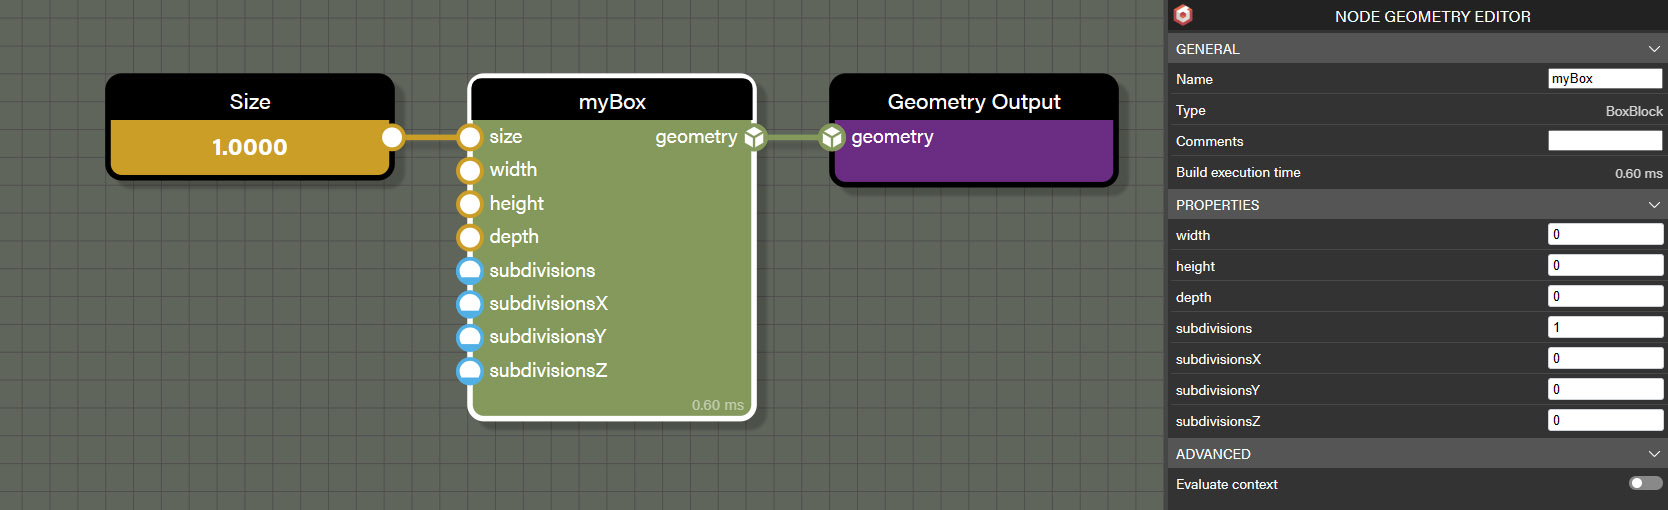 Size
1.0000
myBox
size
geometry
width
height
depth
subdivisions
subdivisionsX
subdivisionsY
subdivisionsZ
0.60 ms
Geometry Output
geometry
NODE GEOMETRY EDITOR
GENERAL
Name myBox
Type BoxBlock
Comments
Build execution time 0.60 ms
PROPERTIES
width 0
height 0
depth 0
subdivisions 1
subdivisionsX 0
subdivisionsY 0
subdivisionsZ 0
ADVANCED
Evaluate context